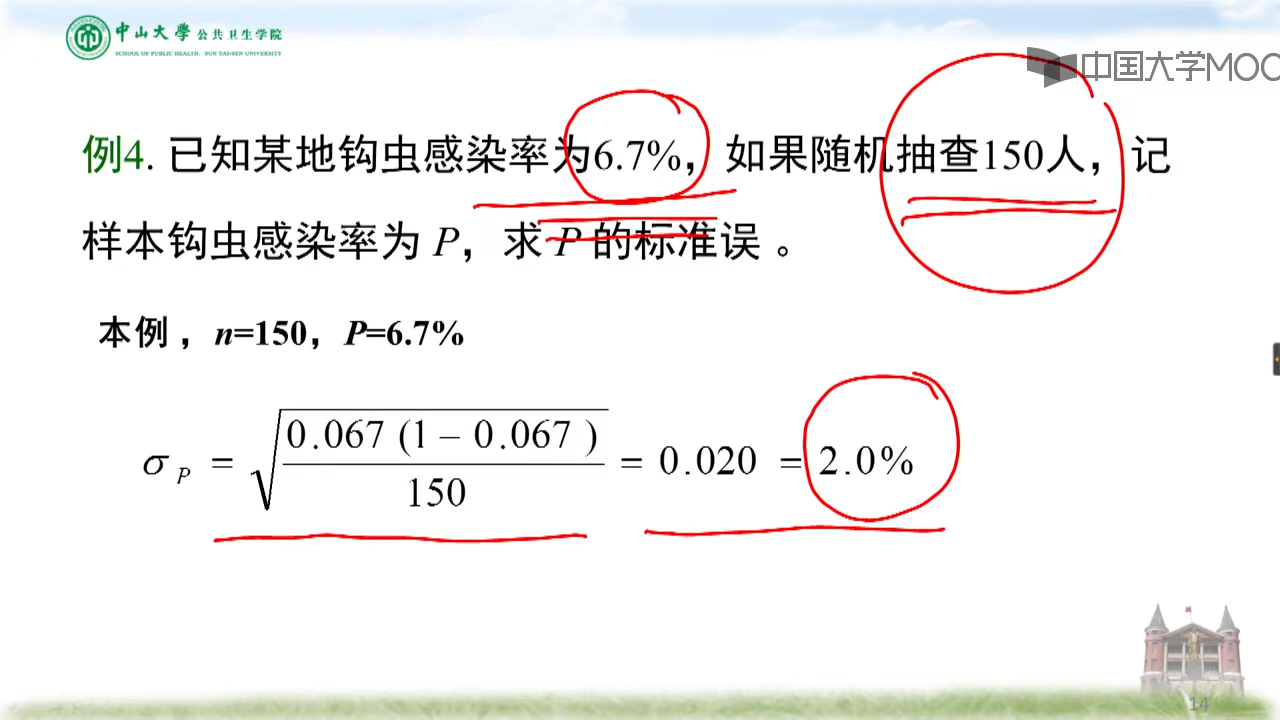 中山大學 公共卫生学院
SCHOOL OF PUBLIC HEALTH, SUN YAT-SEN UNIVERSITY
中国大学MOO
例4. 已知某地钩虫感染率为6.7%，如果随机抽查150人，记
样本钩虫感染率为 P，求 P 的标准误 。
本例 ，n=150，P=6.7%
σ_P = √(0.067 (1 – 0.067 ) / 150) = 0.020 = 2.0%
14